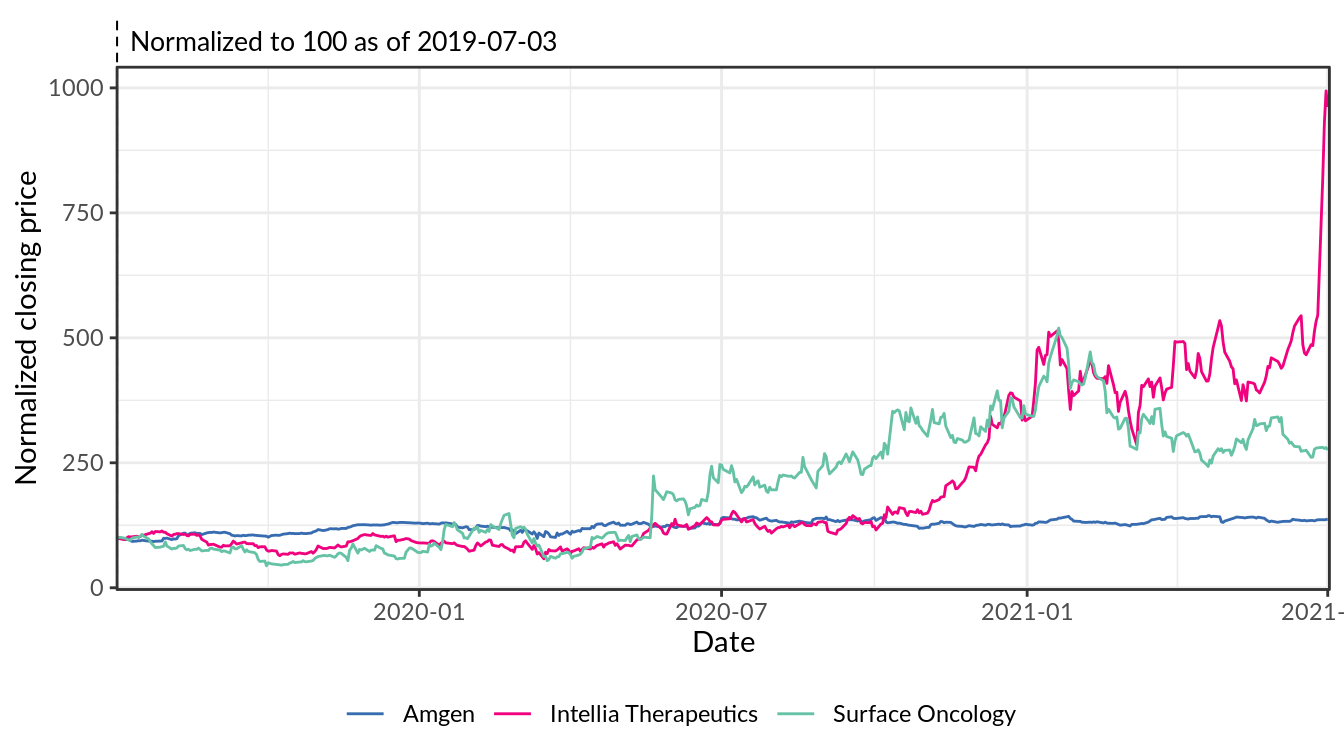 Normalized to 100 as of 2019-07-03
1000
750
500
250
0
Normalized closing price
2020-01 2020-07 2021-01 2021-
Date
Amgen Intellia Therapeutics Surface Oncology